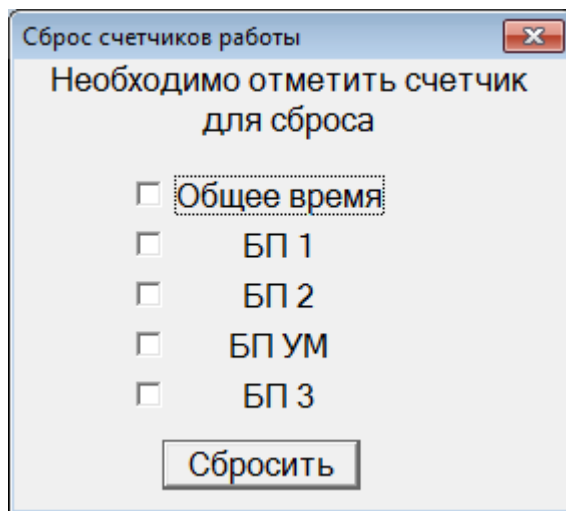 Сброс счетчиков работы
Необходимо отметить счетчик
для сброса
Общее время
БП 1
БП 2
БП УМ
БП 3
Сбросить